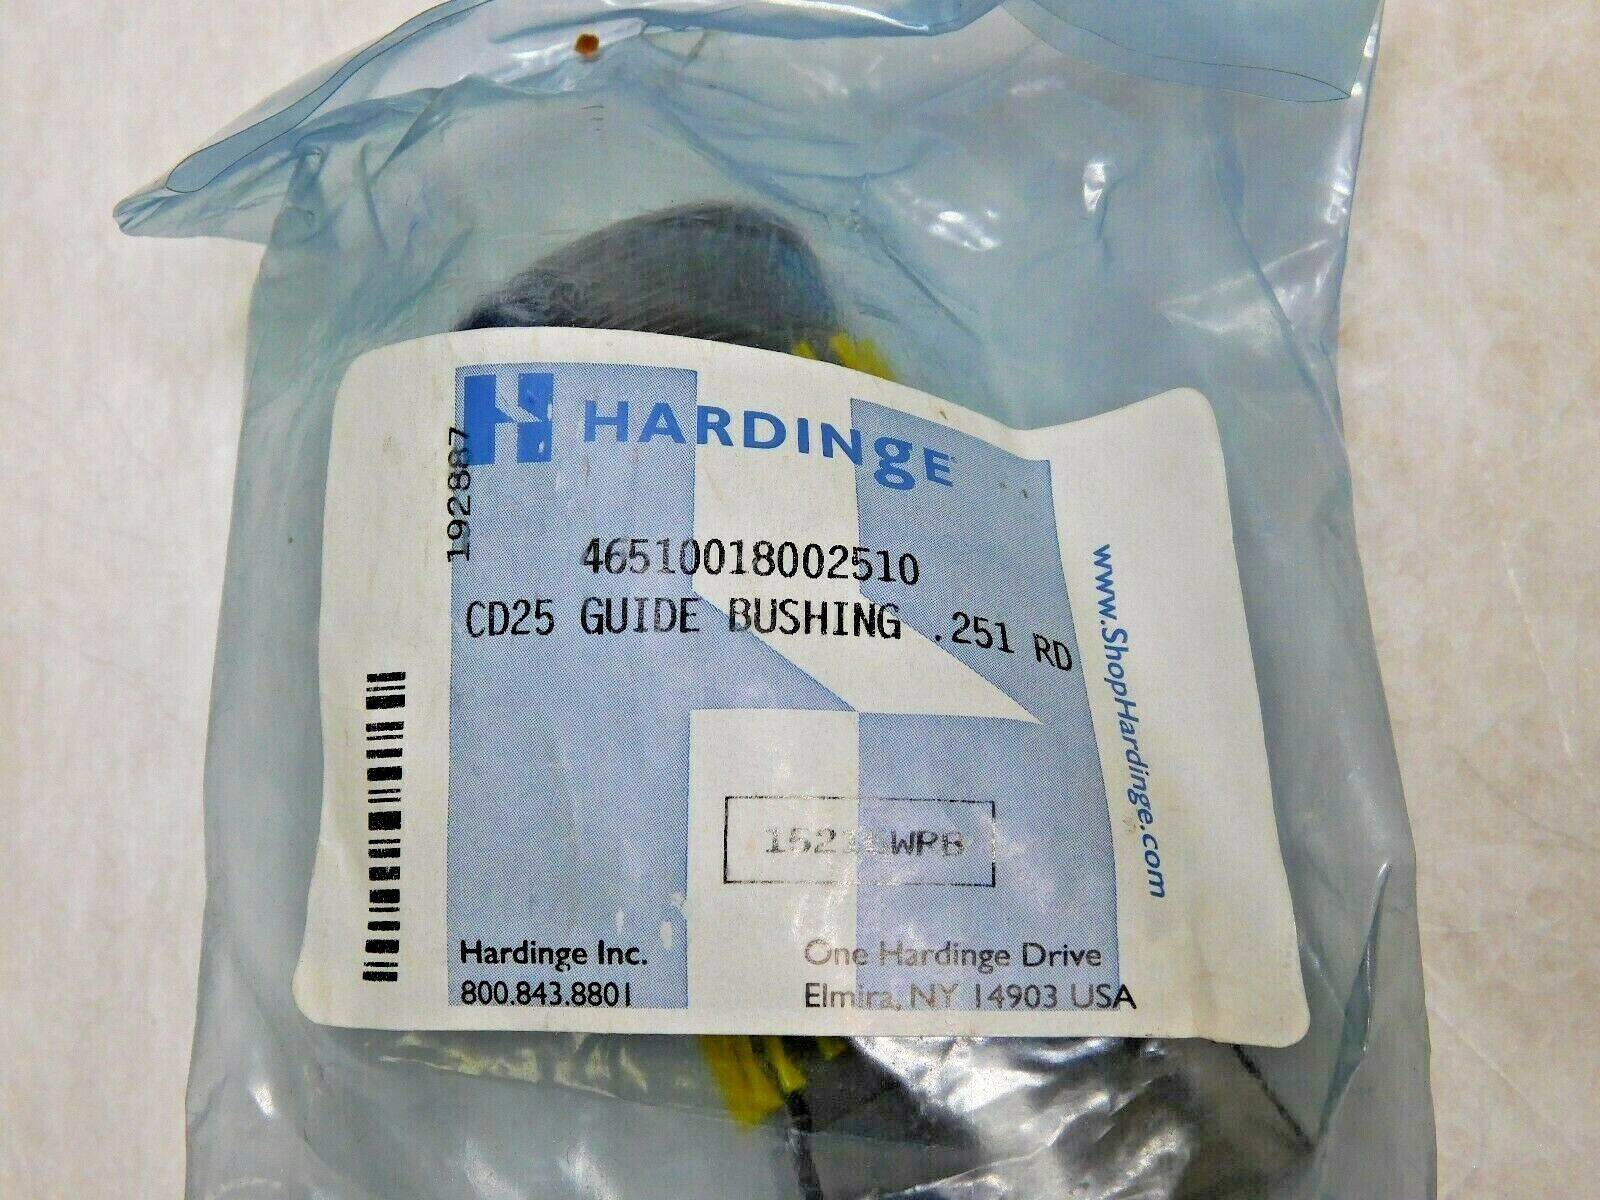 HARDINgE
192887
46510018002510
CD25 GUIDE BUSHING .251 RD
www.ShopHardinge.com
Hardinge Inc.
800.843.8801
One Hardinge Drive
Elmira, NY 14903 USA